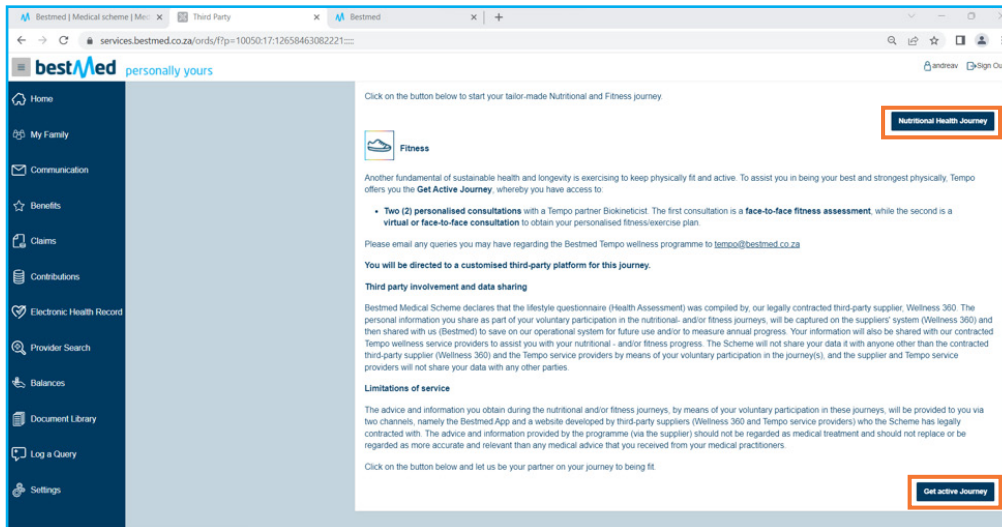 Bestmed | Medical scheme | Med
Third Party
Bestmed
services.bestmed.co.za/ords/f?p=10050:17:12658463082221:::::
bestMed personally yours
andreav
Sign Ou
Home
My Family
Communication
Benefits
Claims
Contributions
Electronic Health Record
Provider Search
Balances
Document Library
Log a Query
Settings
Click on the button below to start your tailor-made Nutritional and Fitness journey.
Nutritional Health Journey
Fitness
Another fundamental of sustainable health and longevity is exercising to keep physically fit and active. To assist you in being your best and strongest physically, Tempo
offers you the Get Active Journey, whereby you have access to:
• Two (2) personalised consultations with a Tempo partner Biokineticist. The first consultation is a face-to-face fitness assessment, while the second is a
virtual or face-to-face consultation to obtain your personalised fitness/exercise plan.
Please email any queries you may have regarding the Bestmed Tempo wellness programme to tempo@bestmed.co.za
You will be directed to a customised third-party platform for this journey.
Third party involvement and data sharing
Bestmed Medical Scheme declares that the lifestyle questionnaire (Health Assessment) was compiled by, our legally contracted third-party supplier, Wellness 360. The
personal information you share as part of your voluntary participation in the nutritional- and/or fitness journeys, will be captured on the suppliers' system (Wellness 360) and
then shared with us (Bestmed) to save on our operational system for future use and/or to measure annual progress. Your information will also be shared with our contracted
Tempo wellness service providers to assist you with your nutritional - and/or fitness progress. The Scheme will not share your data it with anyone other than the contracted
third-party supplier (Wellness 360) and the Tempo service providers by means of your voluntary participation in the journey(s), and the supplier and Tempo service
providers will not share your data with any other parties.
Limitations of service
The advice and information you obtain during the nutritional and/or fitness journeys, by means of your voluntary participation in these journeys, will be provided to you via
two channels, namely the Bestmed App and a website developed by third-party suppliers (Wellness 360 and Tempo service providers) who the Scheme has legally
contracted with. The advice and information provided by the programme (via the supplier) should not be regarded as medical treatment and should not replace or be
regarded as more accurate and relevant than any medical advice that you received from your medical practitioners.
Click on the button below and let us be your partner on your journey to being fit.
Get active Journey